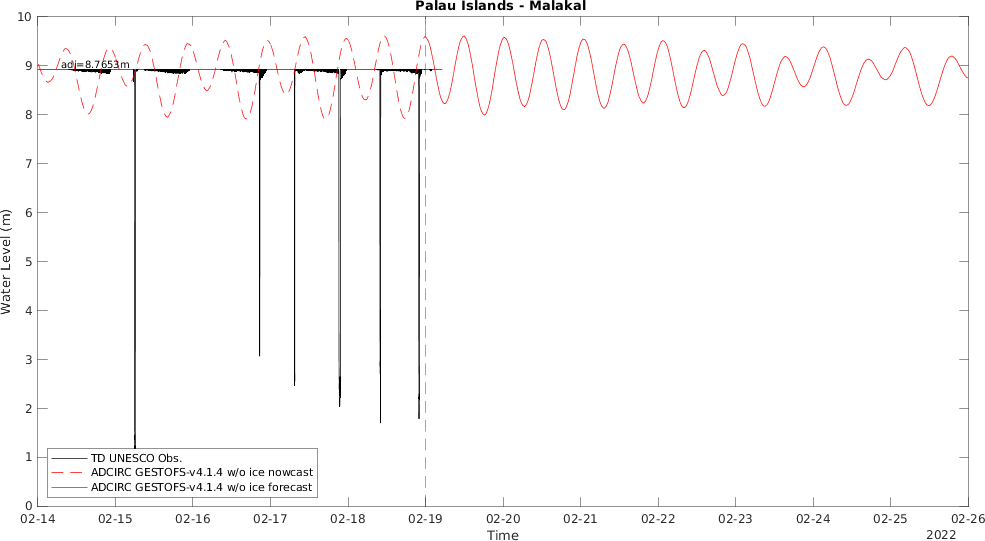 Palau Islands - Malakal
Water Level (m)
10
9
8
7
6
5
4
3
2
1
0
adj=8.7653m
TD UNESCO Obs.
ADCIRC GESTOFS-v4.1.4 w/o ice nowcast
ADCIRC GESTOFS-v4.1.4 w/o ice forecast
02-14 02-15 02-16 02-17 02-18 02-19 02-20 02-21 02-22 02-23 02-24 02-25 02-26
Time
2022